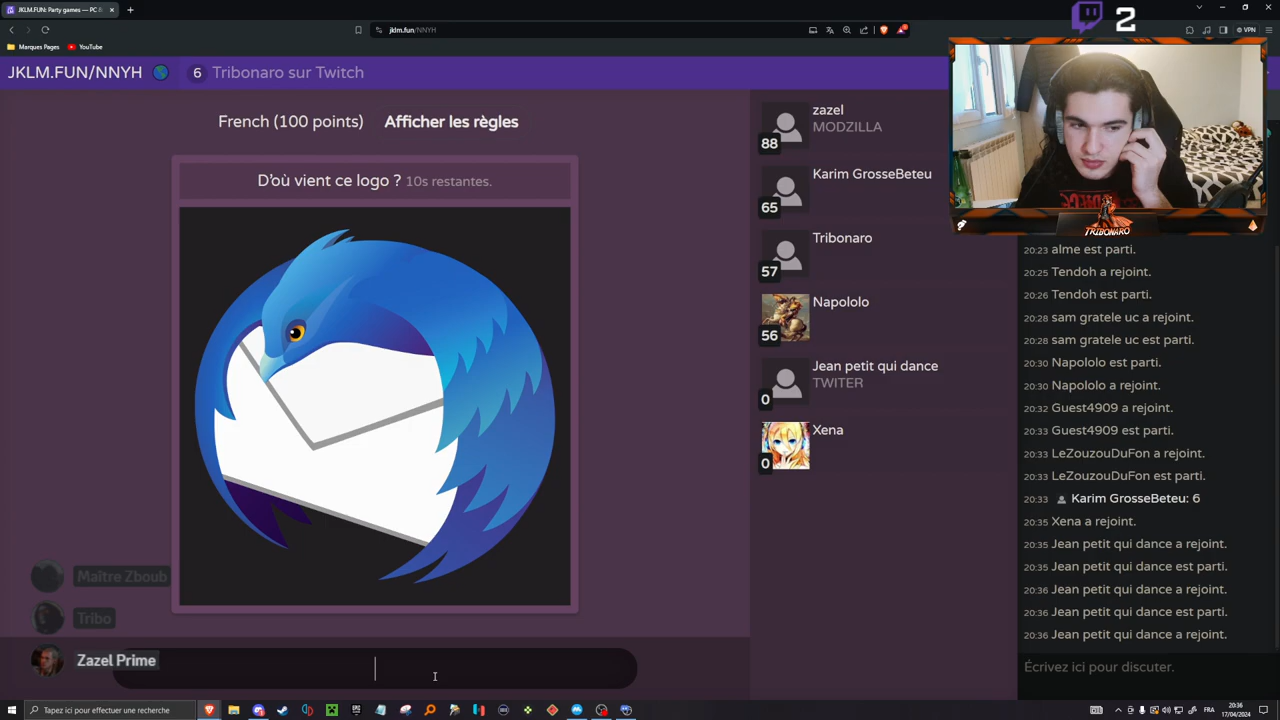 JKLM.FUN: Party games — PC B
2
jklm.fun/NNYH
VPN
Marques Pages
YouTube
JKLM.FUN/NNYH
6
Tribonaro sur Twitch
French (100 points)
Afficher les règles
D'où vient ce logo ? 10s restantes.
zazel
MODZILLA
88
Karim GrosseBeteu
65
Tribonaro
57
Napololo
56
Jean petit qui dance
TWITER
0
Xena
0
TRIBONARO
20:23 alme est parti.
20:25 Tendoh a rejoint.
20:26 Tendoh est parti.
20:28 sam gratele uc a rejoint.
20:28 sam gratele uc est parti.
20:30 Napololo est parti.
20:30 Napololo a rejoint.
20:32 Guest4909 a rejoint.
20:33 Guest4909 est parti.
20:33 LeZouzouDuFon a rejoint.
20:33 LeZouzouDuFon est parti.
20:33 Karim GrosseBeteu: 6
20:35 Xena a rejoint.
20:35 Jean petit qui dance a rejoint.
20:35 Jean petit qui dance est parti.
20:36 Jean petit qui dance a rejoint.
20:36 Jean petit qui dance est parti.
20:36 Jean petit qui dance a rejoint.
Écrivez ici pour discuter.
Maître Zboub
Tribo
Zazel Prime
Tapez ici pour effectuer une recherche
FRA
20:36
17/04/2024